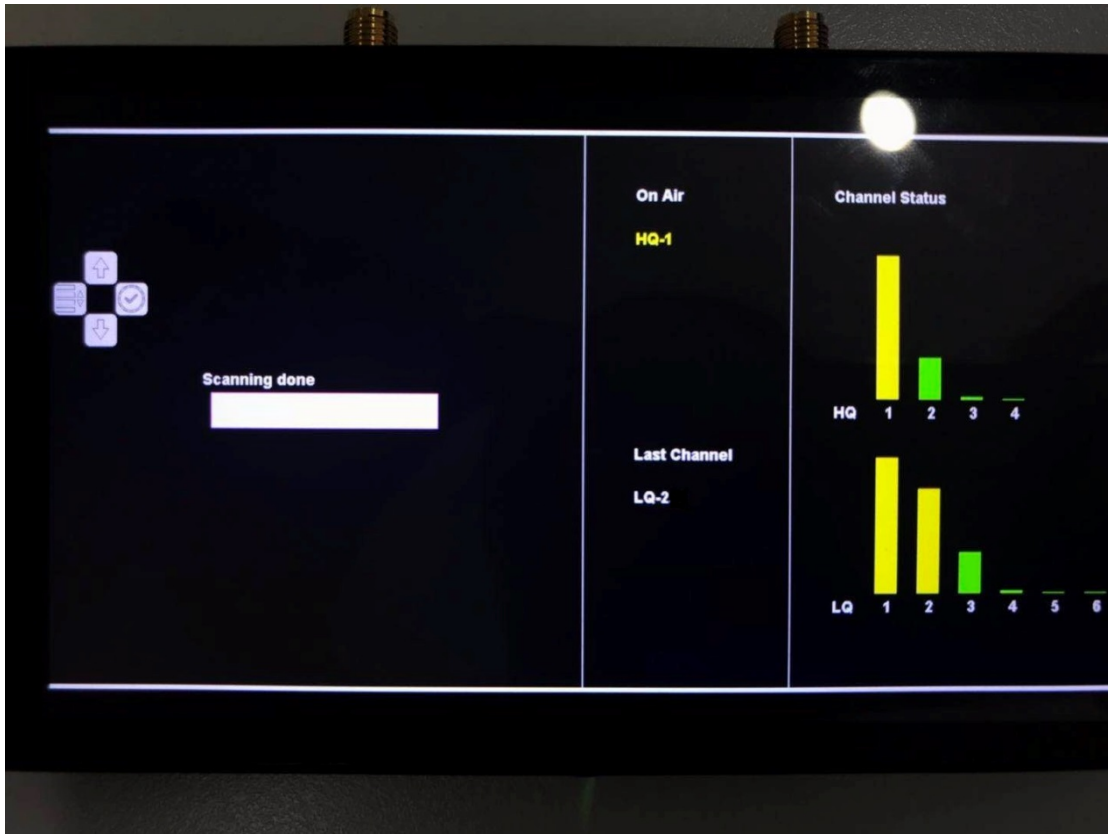 Scanning done
On Air
HQ-1
Last Channel
LQ-2
Channel Status
HQ 1 2 3 4
LQ 1 2 3 4 5 6